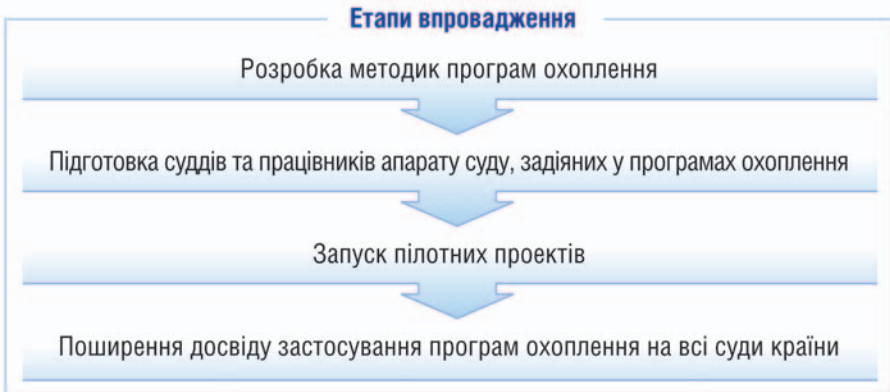 Етапи впровадження
Розробка методик програм охоплення
Підготовка суддів та працівників апарату суду, задіяних у програмах охоплення
Запуск пілотних проектів
Поширення досвіду застосування програм охоплення на всі суди країни